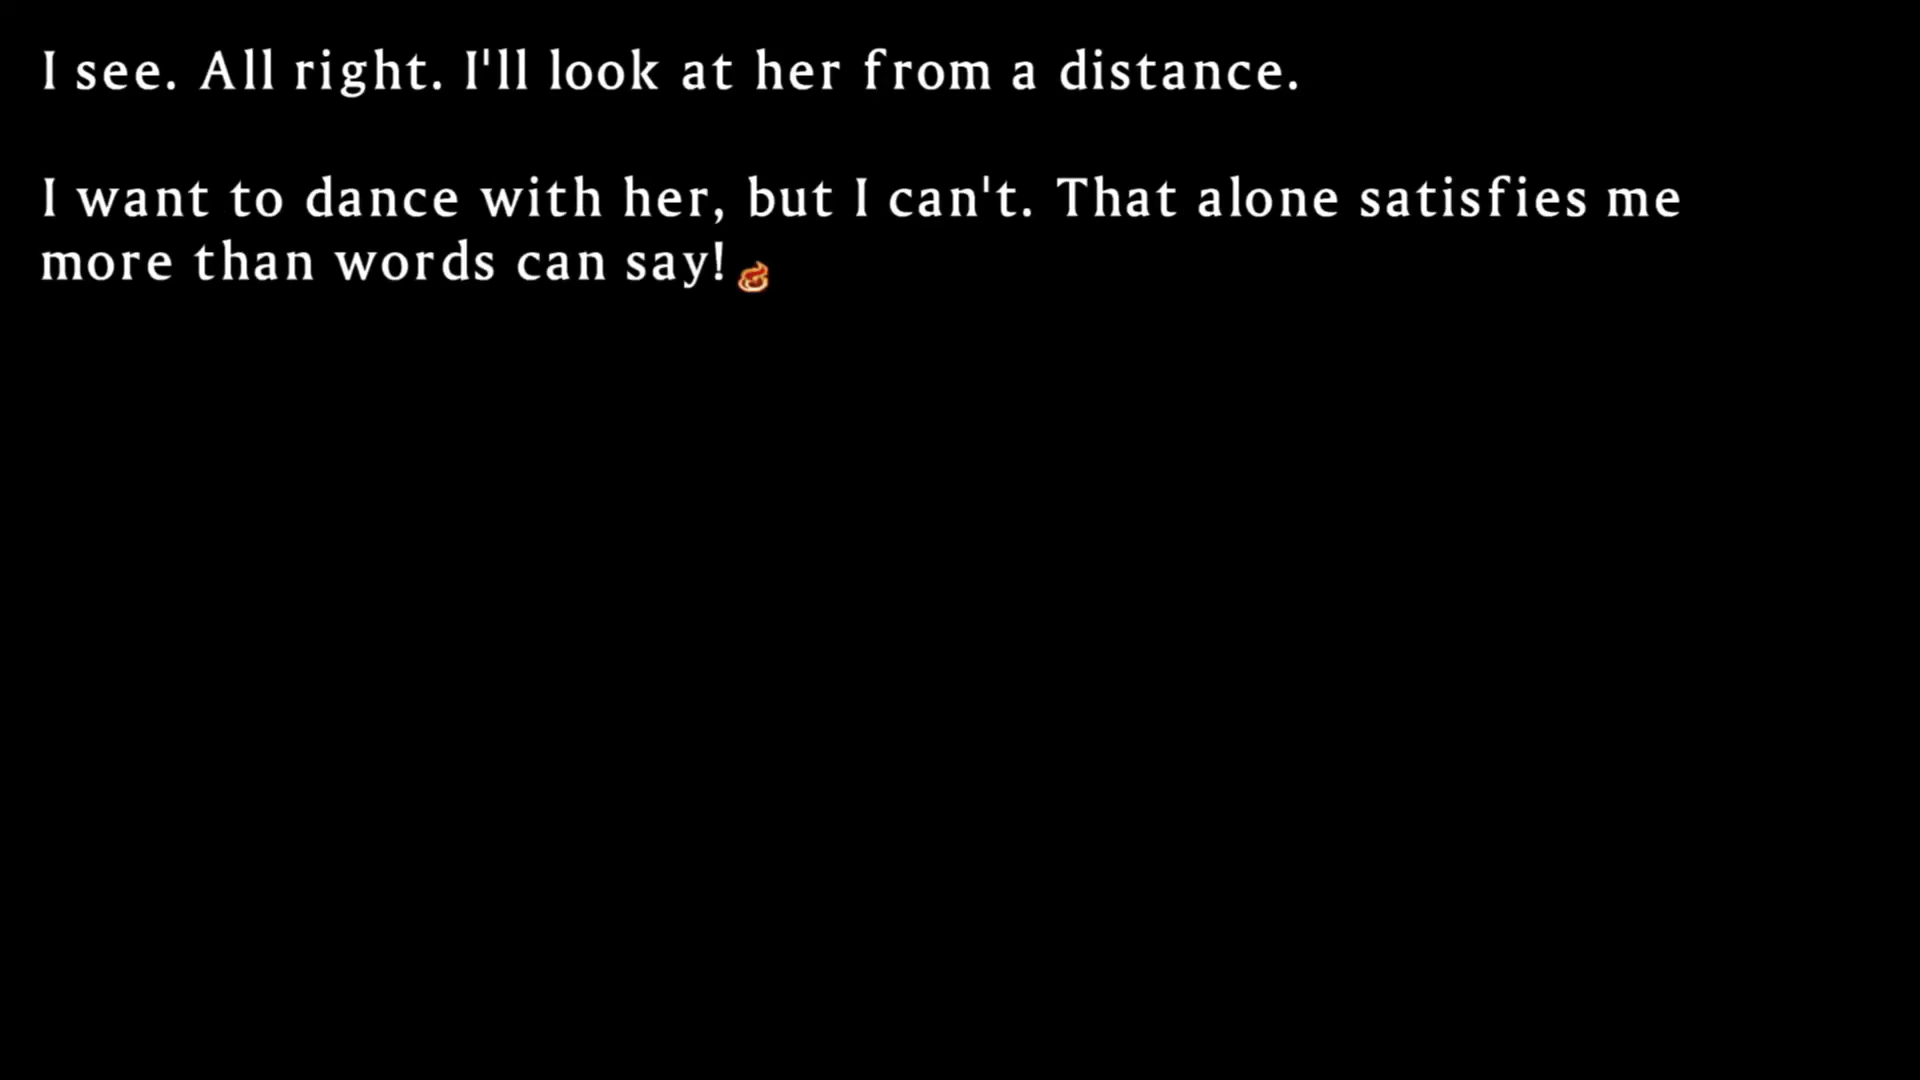 I see. All right. I'll look at her from a distance.
I want to dance with her, but I can't. That alone satisfies me
more than words can say!